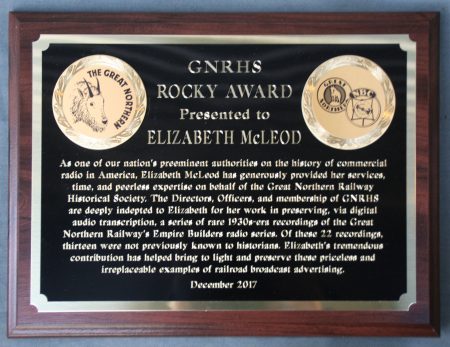 GNRHS
ROCKY AWARD
Presented to
ELIZABETH McLEOD
THE GREAT NORTHERN
GREAT NORTHERN
NBC
As one of our nation's preeminent authorities on the history of commercial
radio in America, Elizabeth McLeod has generously provided her services,
time, and peerless expertise on behalf of the Great Northern Railway
Historical Society. The Directors, Officers, and membership of GNRHS
are deeply indepted to Elizabeth for her work in preserving, via digital
audio transcription, a series of rare 1930s-era recordings of the Great
Northern Railway's Empire Builders radio series. Of these 22 recordings,
thirteen were not previously known to historians. Elizabeth's tremendous
contribution has helped bring to light and preserve these priceless and
irreplaceable examples of railroad broadcast advertising.
December 2017